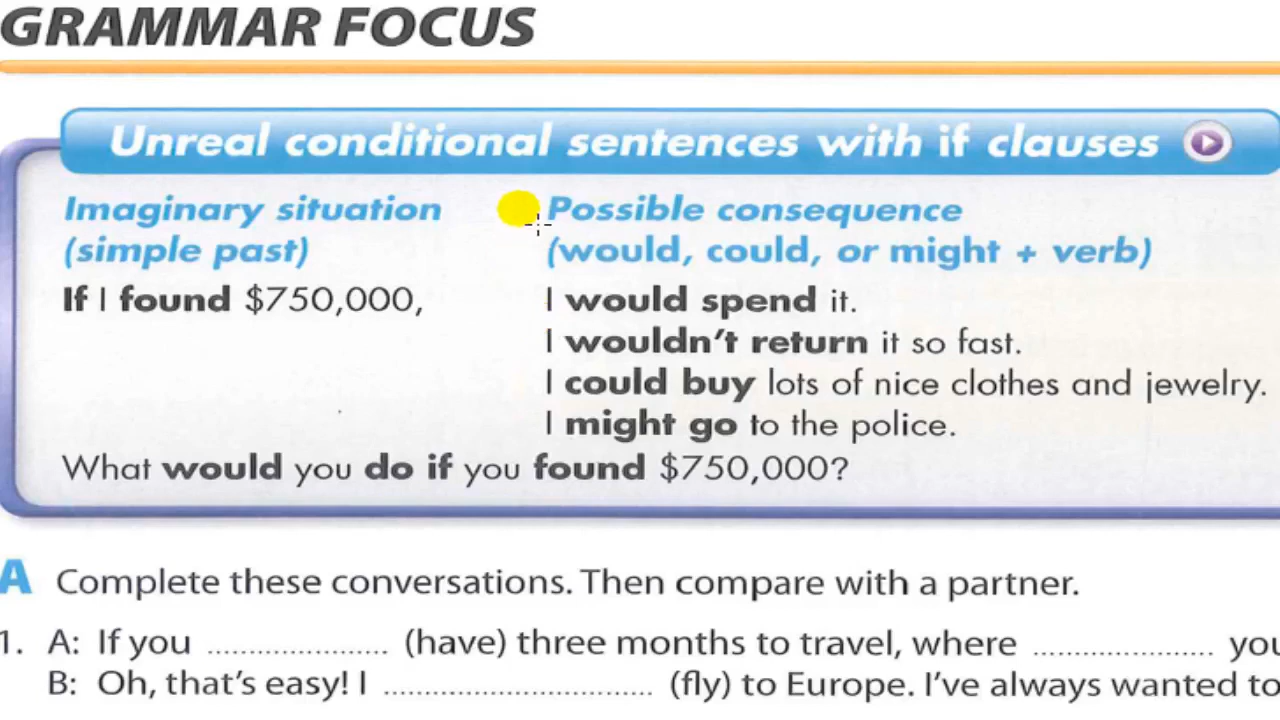 GRAMMAR FOCUS
Unreal conditional sentences with if clauses
Imaginary situation Possible consequence
(simple past) (would, could, or might + verb)
If I found $750,000, I would spend it.
I wouldn't return it so fast.
I could buy lots of nice clothes and jewelry.
I might go to the police.
What would you do if you found $750,000?
A Complete these conversations. Then compare with a partner.
1. A: If you .................... (have) three months to travel, where .................... you
B: Oh, that's easy! I .............................. (fly) to Europe. I've always wanted to